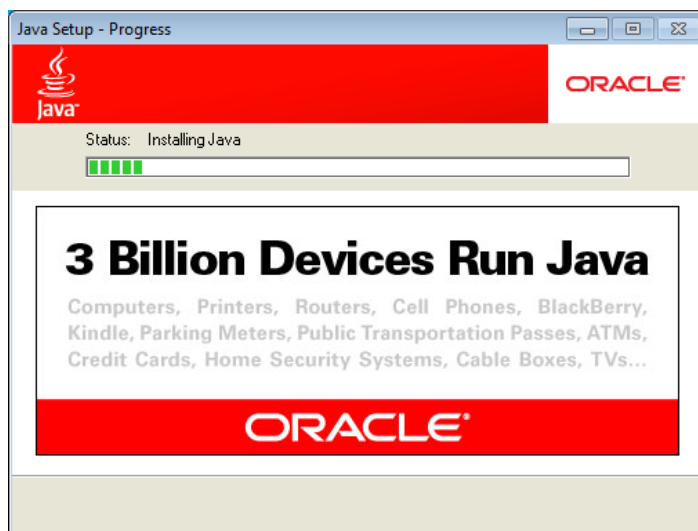 Java Setup - Progress
Java™
ORACLE®
Status: Installing Java
3 Billion Devices Run Java
Computers, Printers, Routers, Cell Phones, BlackBerry,
Kindle, Parking Meters, Public Transportation Passes, ATMs,
Credit Cards, Home Security Systems, Cable Boxes, TVs...
ORACLE®